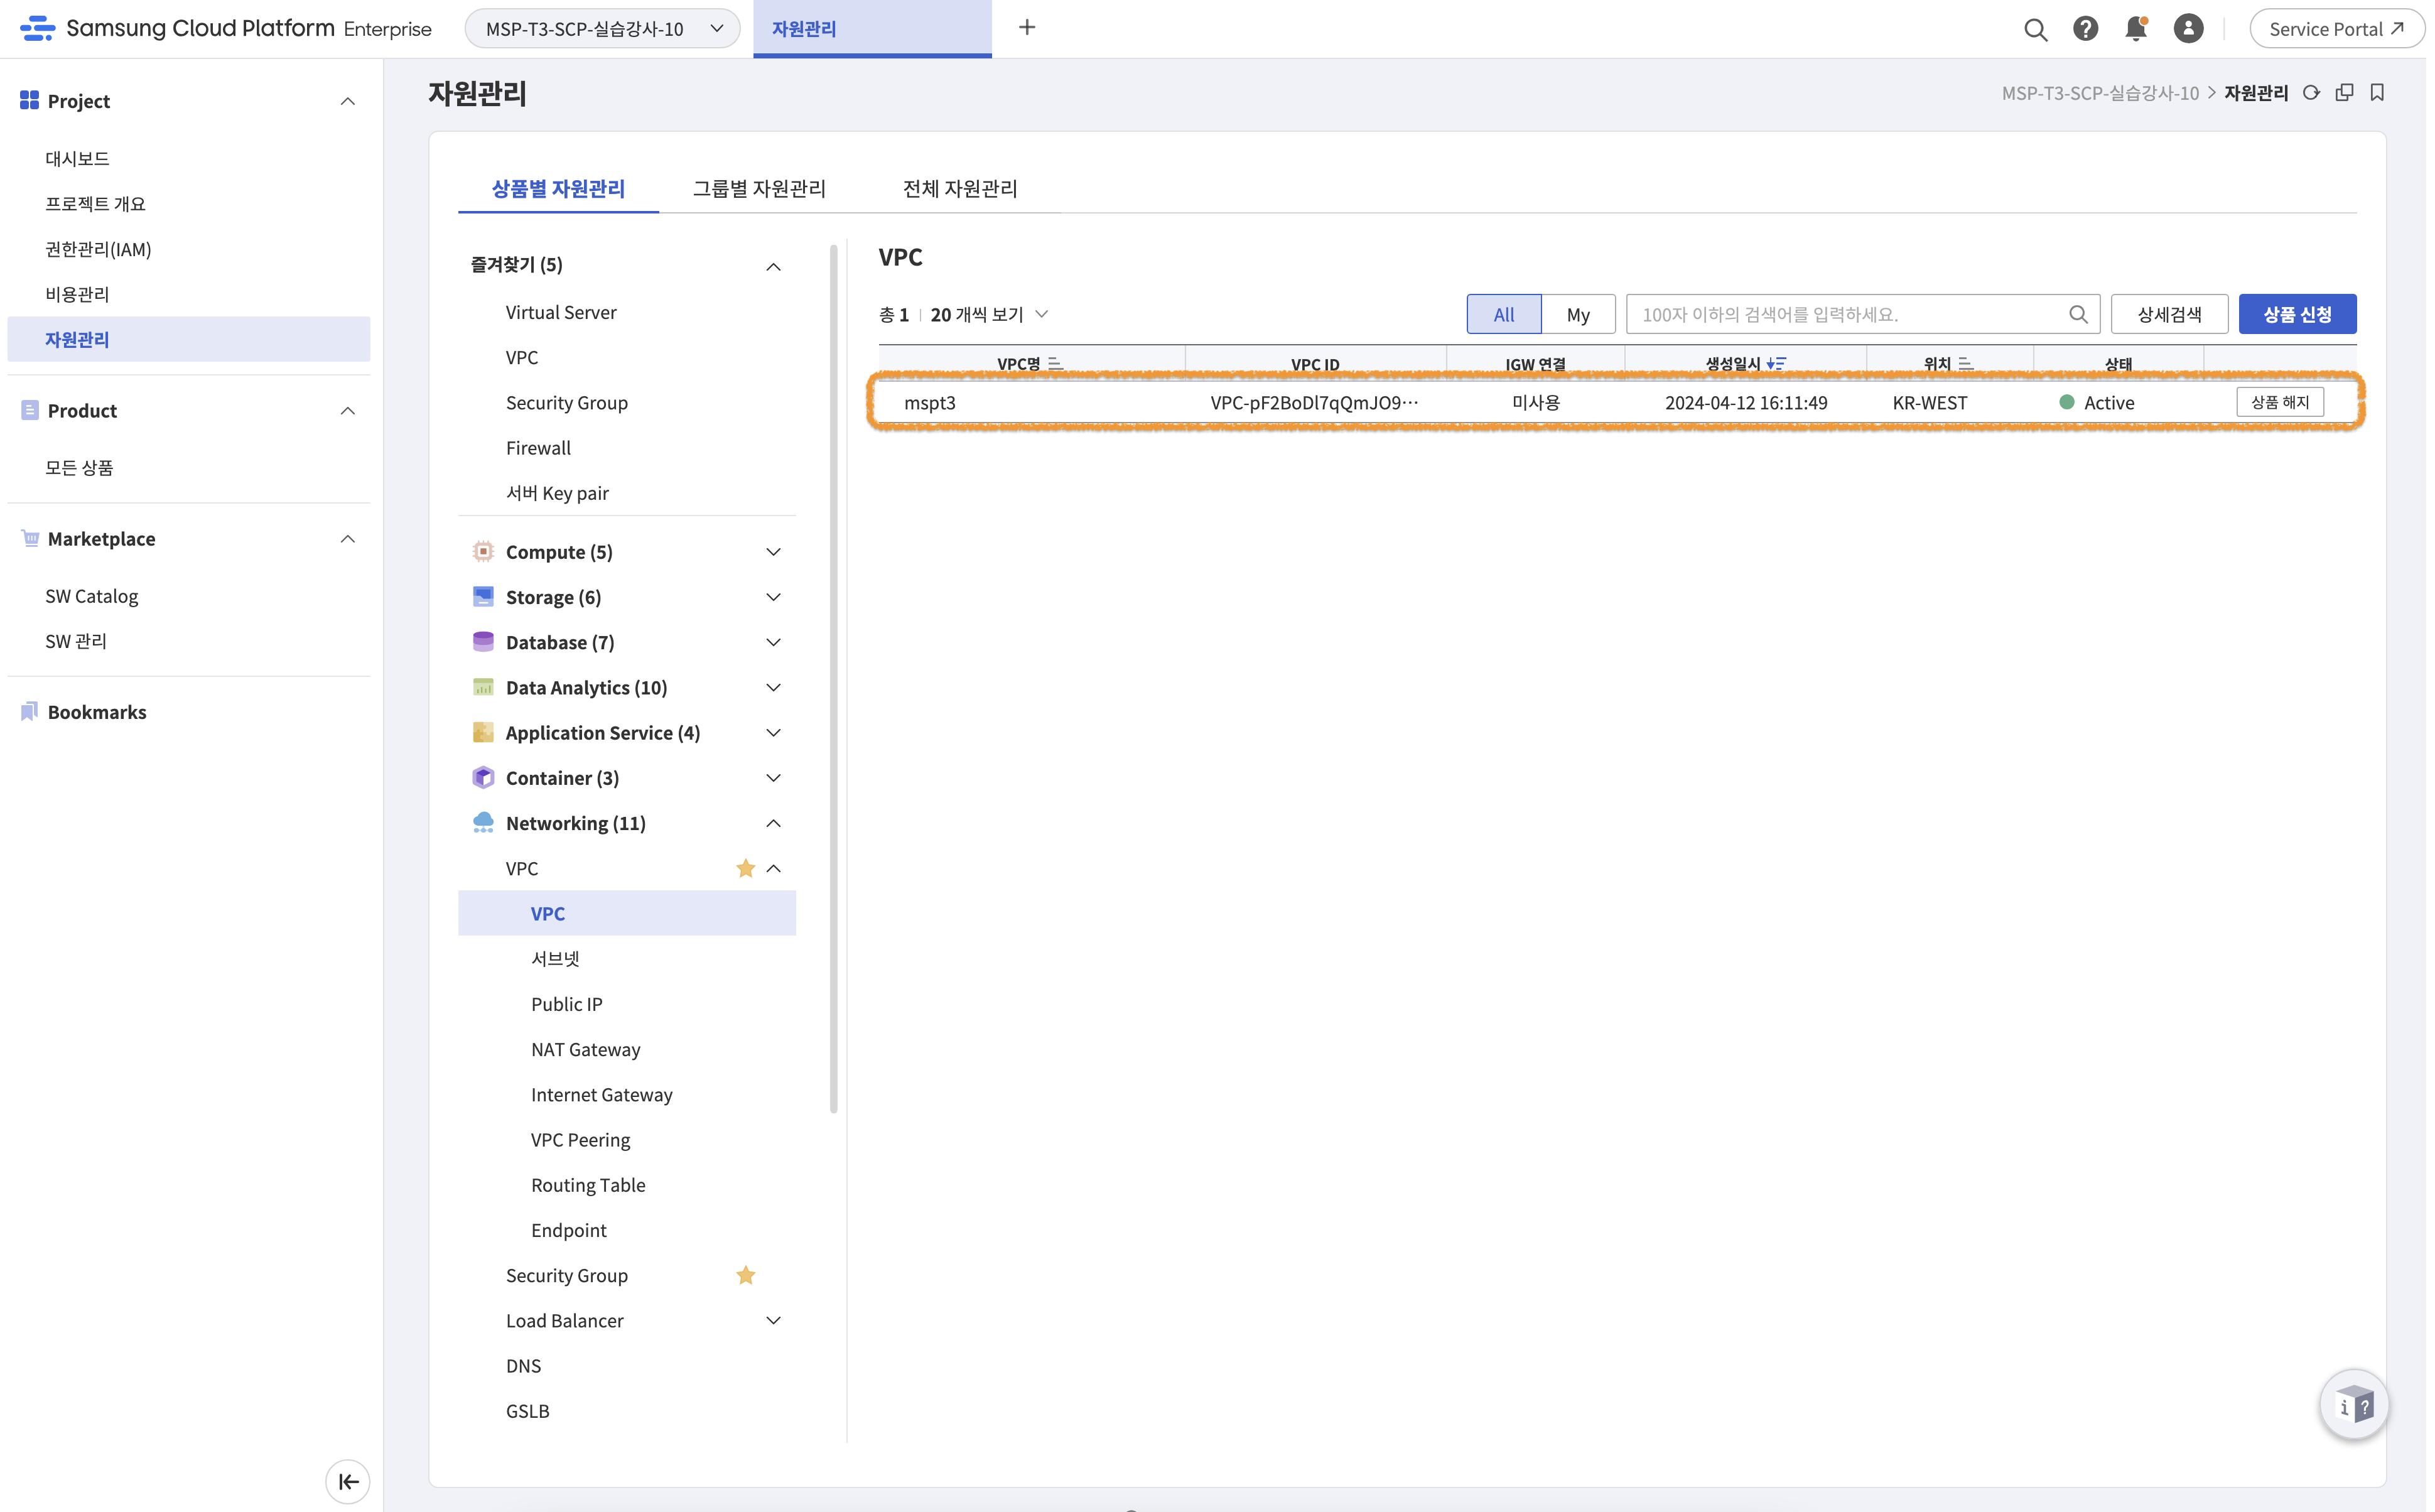 Samsung Cloud Platform Enterprise
MSP-T3-SCP-실습강사-10
자원관리
Service Portal
Project
대시보드
프로젝트 개요
권한관리(IAM)
비용관리
자원관리
Product
모든 상품
Marketplace
SW Catalog
SW 관리
Bookmarks
자원관리
MSP-T3-SCP-실습강사-10 > 자원관리
상품별 자원관리 그룹별 자원관리 전체 자원관리
즐겨찾기 (5)
Virtual Server
VPC
Security Group
Firewall
서버 Key pair
Compute (5)
Storage (6)
Database (7)
Data Analytics (10)
Application Service (4)
Container (3)
Networking (11)
VPC
VPC
서브넷
Public IP
NAT Gateway
Internet Gateway
VPC Peering
Routing Table
Endpoint
Security Group
Load Balancer
DNS
GSLB
VPC
총 1 | 20 개씩 보기
All My 100자 이하의 검색어를 입력하세요. 상세검색 상품 신청
VPC명 VPC ID IGW 연결 생성일시 위치 상태
mspt3 VPC-pF2BoDl7qQmJO9··· 미사용 2024-04-12 16:11:49 KR-WEST Active 상품 해지
i ?